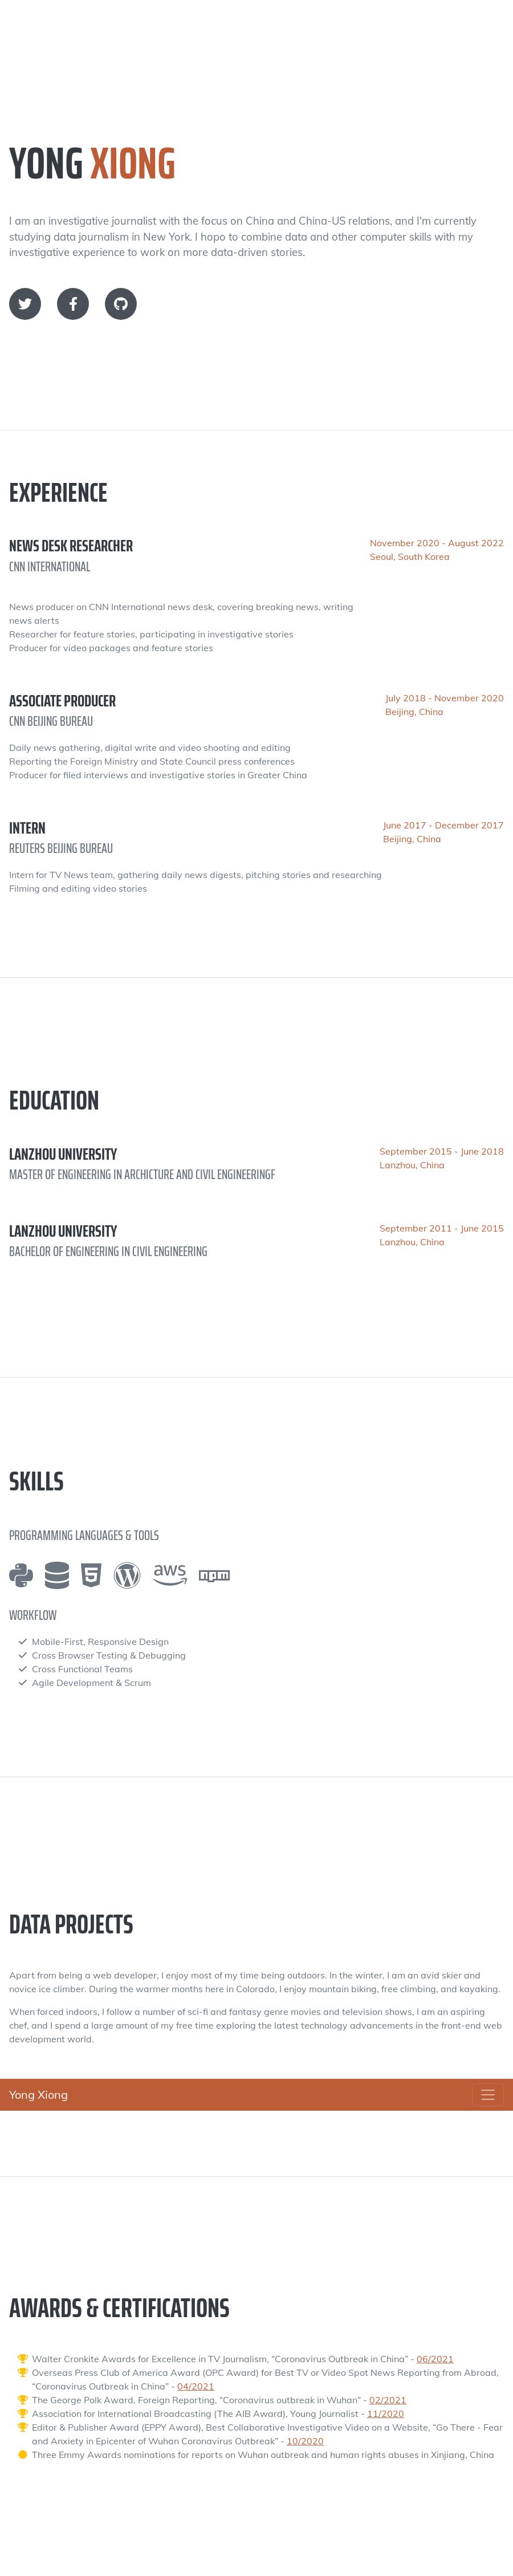 YONG XIONG
I am an investigative journalist with the focus on China and China-US relations, and I'm currently
studying data journalism in New York. I hopo to combine data and other computer skills with my
investigative experience to work on more data-driven stories.
EXPERIENCE
NEWS DESK RESEARCHER
November 2020 - August 2022
CNN INTERNATIONAL
Seoul, South Korea
News producer on CNN International news desk, covering breaking news, writing
news alerts
Researcher for feature stories, participating in investigative stories
Producer for video packages and feature stories
ASSOCIATE PRODUCER
July 2018 - November 2020
CNN BEIJING BUREAU
Beijing, China
Daily news gathering, digital write and video shooting and editing
Reporting the Foreign Ministry and State Council press conferences
Producer for filed interviews and investigative stories in Greater China
INTERN
June 2017 - December 2017
REUTERS BEIJING BUREAU
Beijing, China
Intern for TV News team, gathering daily news digests, pitching stories and researching
Filming and editing video stories
EDUCATION
LANZHOU UNIVERSITY
September 2015 - June 2018
MASTER OF ENGINEERING IN ARCHICTURE AND CIVIL ENGINEERINGF
Lanzhou, China
LANZHOU UNIVERSITY
September 2011 - June 2015
BACHELOR OF ENGINEERING IN CIVIL ENGINEERING
Lanzhou, China
SKILLS
PROGRAMMING LANGUAGES & TOOLS
aws npm
WORKFLOW
Mobile-First, Responsive Design
Cross Browser Testing & Debugging
Cross Functional Teams
Agile Development & Scrum
DATA PROJECTS
Apart from being a web developer, I enjoy most of my time being outdoors. In the winter, I am an avid skier and
novice ice climber. During the warmer months here in Colorado, I enjoy mountain biking, free climbing, and kayaking.
When forced indoors, I follow a number of sci-fi and fantasy genre movies and television shows, I am an aspiring
chef, and I spend a large amount of my free time exploring the latest technology advancements in the front-end web
development world.
Yong Xiong
AWARDS & CERTIFICATIONS
Walter Cronkite Awards for Excellence in TV Journalism, “Coronavirus Outbreak in China” - 06/2021
Overseas Press Club of America Award (OPC Award) for Best TV or Video Spot News Reporting from Abroad,
“Coronavirus Outbreak in China” - 04/2021
The George Polk Award, Foreign Reporting, “Coronavirus outbreak in Wuhan” - 02/2021
Association for International Broadcasting (The AIB Award), Young Journalist - 11/2020
Editor & Publisher Award (EPPY Award), Best Collaborative Investigative Video on a Website, “Go There - Fear
and Anxiety in Epicenter of Wuhan Coronavirus Outbreak” - 10/2020
Three Emmy Awards nominations for reports on Wuhan outbreak and human rights abuses in Xinjiang, China